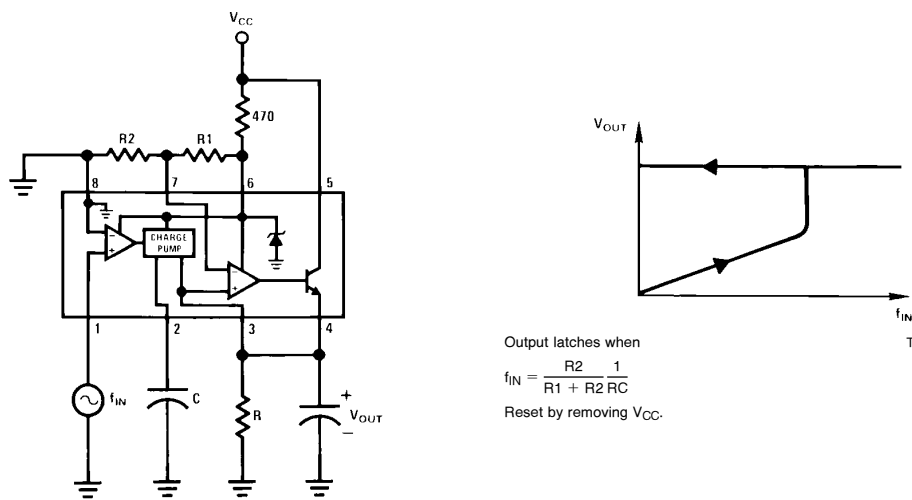 V_CC
470
R2
R1
8
7
6
5
CHARGE
PUMP
−
+
−
+
1
2
3
4
f_IN
C
R
+
V_OUT
−
V_OUT
f_IN
Output latches when
T
f_IN = R2 / (R1 + R2) 1 / RC
Reset by removing V_CC.